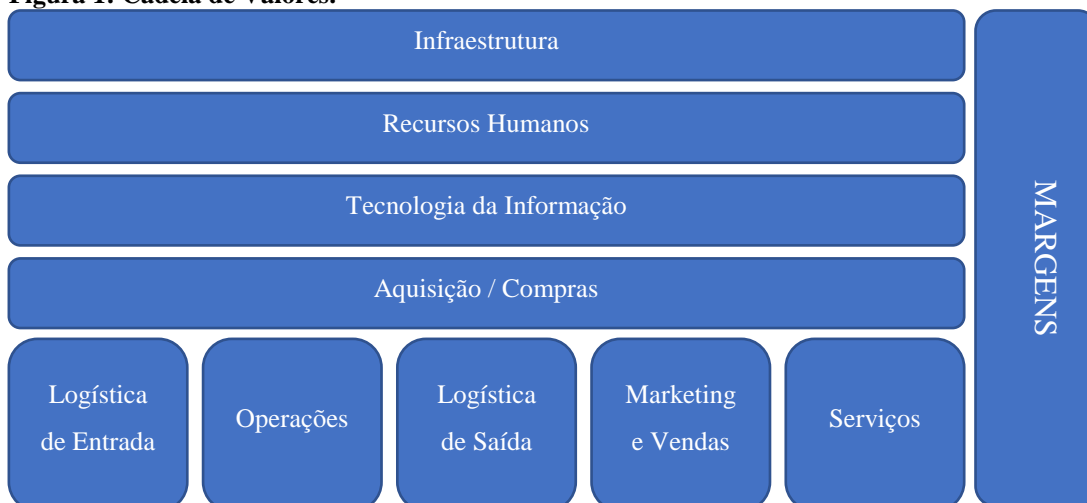 Figura 1: Cadeia de Valores.
Infraestrutura
Recursos Humanos
Tecnologia da Informação
Aquisição / Compras
Logística
de Entrada
Operações
Logística
de Saída
Marketing
e Vendas
Serviços
MARGENS